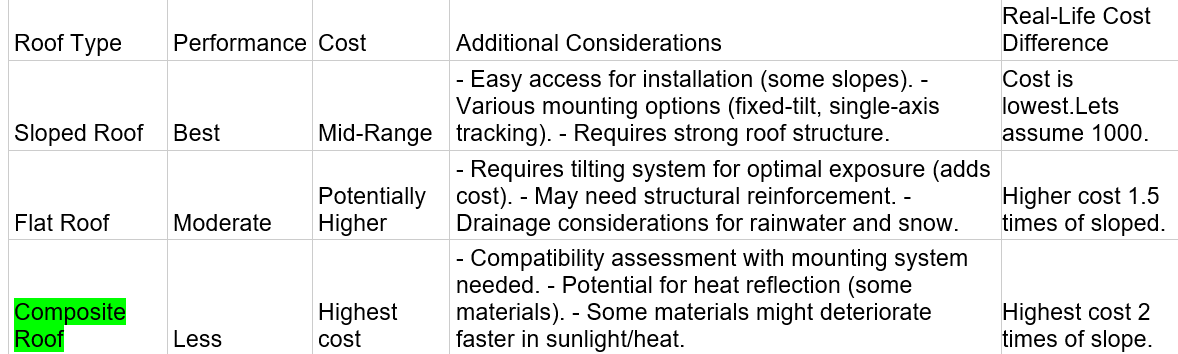 Roof Type Performance Cost Additional Considerations Real-Life Cost
Difference
Sloped Roof Best Mid-Range - Easy access for installation (some slopes). -
Various mounting options (fixed-tilt, single-axis
tracking). - Requires strong roof structure.
Cost is
lowest.Lets
assume 1000.
Flat Roof Moderate Potentially
Higher
- Requires tilting system for optimal exposure (adds
cost). - May need structural reinforcement. -
Drainage considerations for rainwater and snow.
Higher cost 1.5
times of sloped.
Composite
Roof
Less
Highest
cost
- Compatibility assessment with mounting system
needed. - Potential for heat reflection (some
materials). - Some materials might deteriorate
faster in sunlight/heat.
Highest cost 2
times of slope.